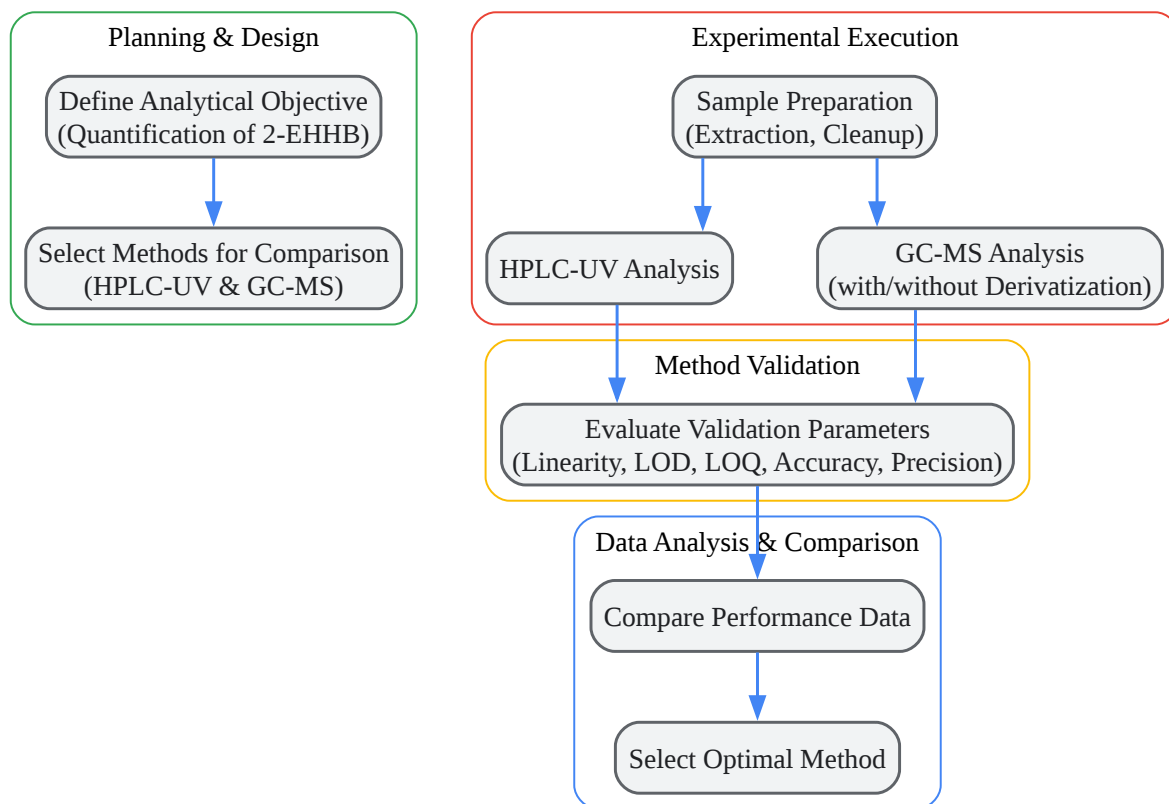 Planning & Design
Define Analytical Objective
(Quantification of 2-EHHB)
Select Methods for Comparison
(HPLC-UV & GC-MS)
Experimental Execution
Sample Preparation
(Extraction, Cleanup)
HPLC-UV Analysis
GC-MS Analysis
(with/without Derivatization)
Method Validation
Evaluate Validation Parameters
(Linearity, LOD, LOQ, Accuracy, Precision)
Data Analysis & Comparison
Compare Performance Data
Select Optimal Method